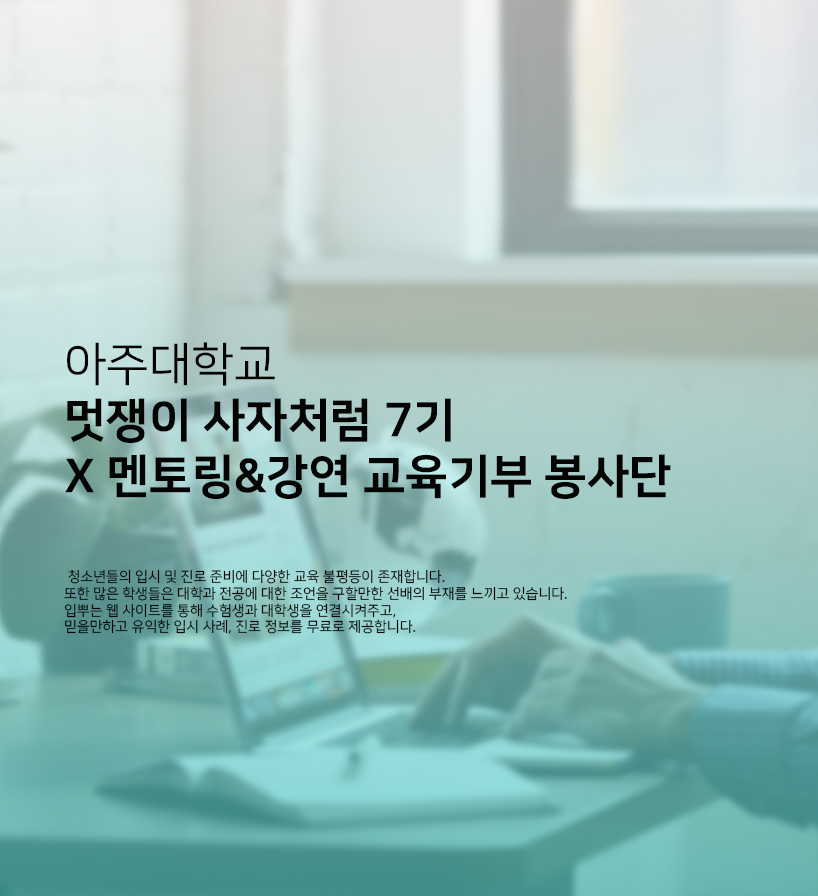 아주대학교
멋쟁이 사자처럼 7기
X 멘토링&강연 교육기부 봉사단
청소년들의 입시 및 진로 준비에 다양한 교육 불평등이 존재합니다.
또한 많은 학생들은 대학과 전공에 대한 조언을 구할만한 선배의 부재를 느끼고 있습니다.
입뿌는 웹 사이트를 통해 수험생과 대학생을 연결시켜주고,
믿을만하고 유익한 입시 사례, 진로 정보를 무료로 제공합니다.